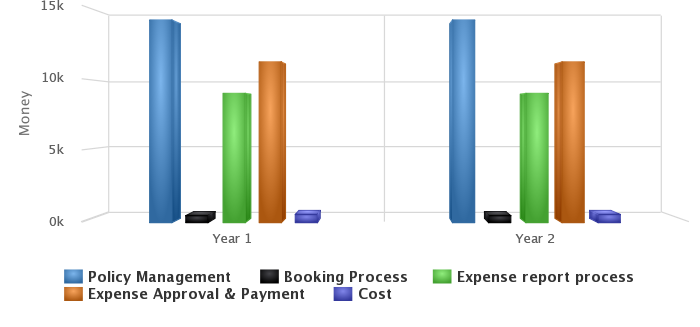 15k
10k
5k
0k
Money
Year 1 Year 2
Policy Management Booking Process Expense report process
Expense Approval & Payment Cost